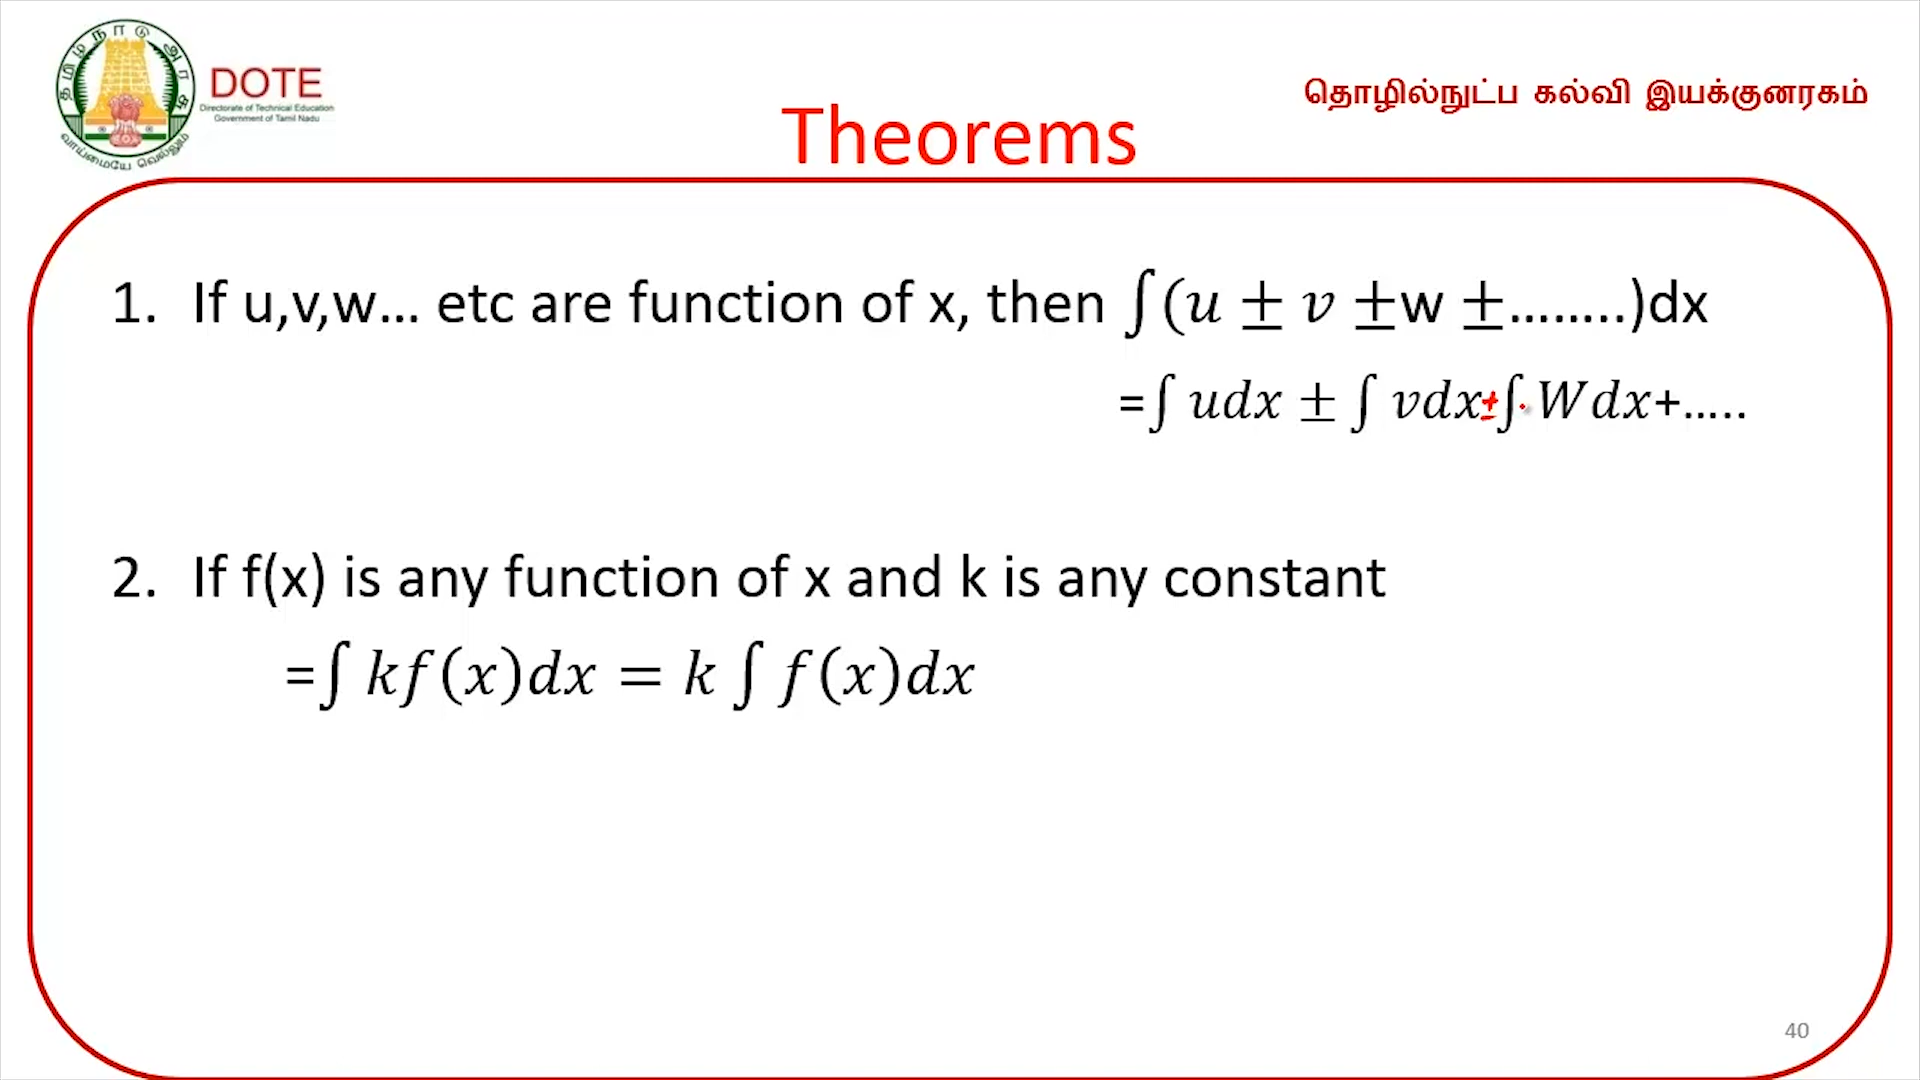 தமிழ்நாடு அரசு
வாய்மையே வெல்லும்
DOTE
Directorate of Technical Education
Government of Tamil Nadu
தொழில்நுட்ப கல்வி இயக்குனரகம்
Theorems
1. If u,v,w... etc are function of x, then ∫(u ± v ±w ±........)dx
=∫ udx ± ∫ vdx±∫ Wdx+.....
2. If f(x) is any function of x and k is any constant
=∫ kf(x)dx = k ∫ f(x)dx
40